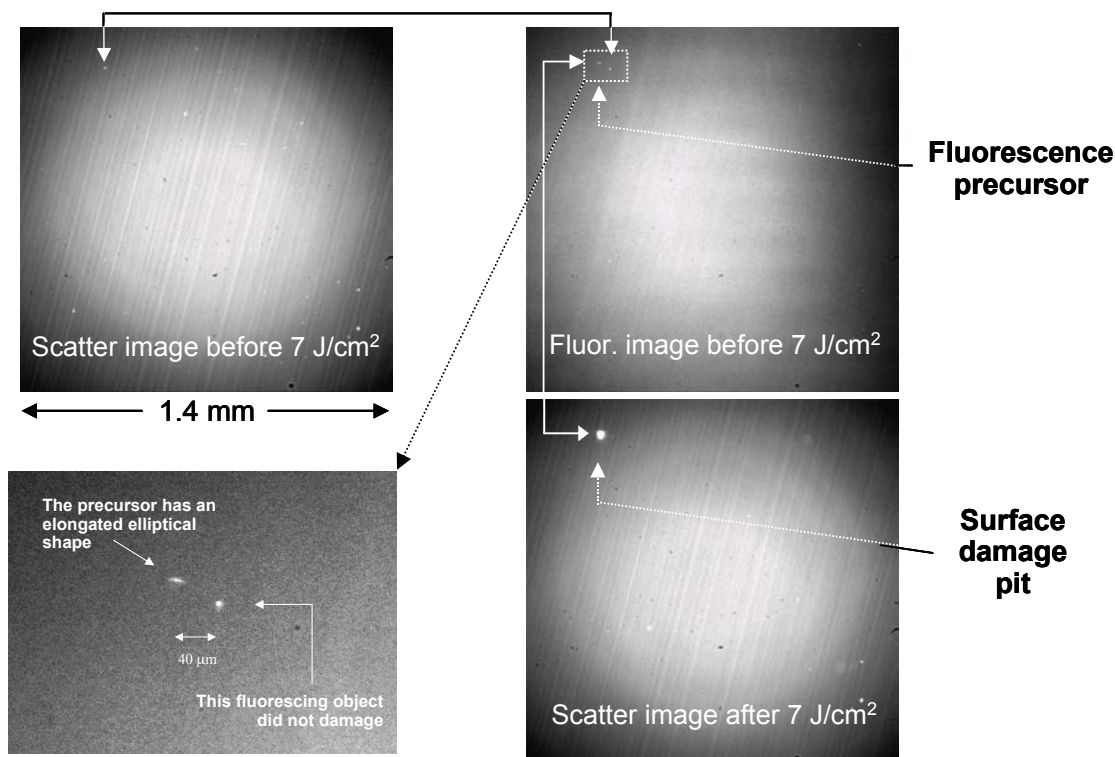 Fluorescence
precursor
Scatter image before 7 J/cm²
Fluor. image before 7 J/cm²
1.4 mm
The precursor has an
elongated elliptical
shape
40 μm
This fluorescing object
did not damage
Surface
damage
pit
Scatter image after 7 J/cm²